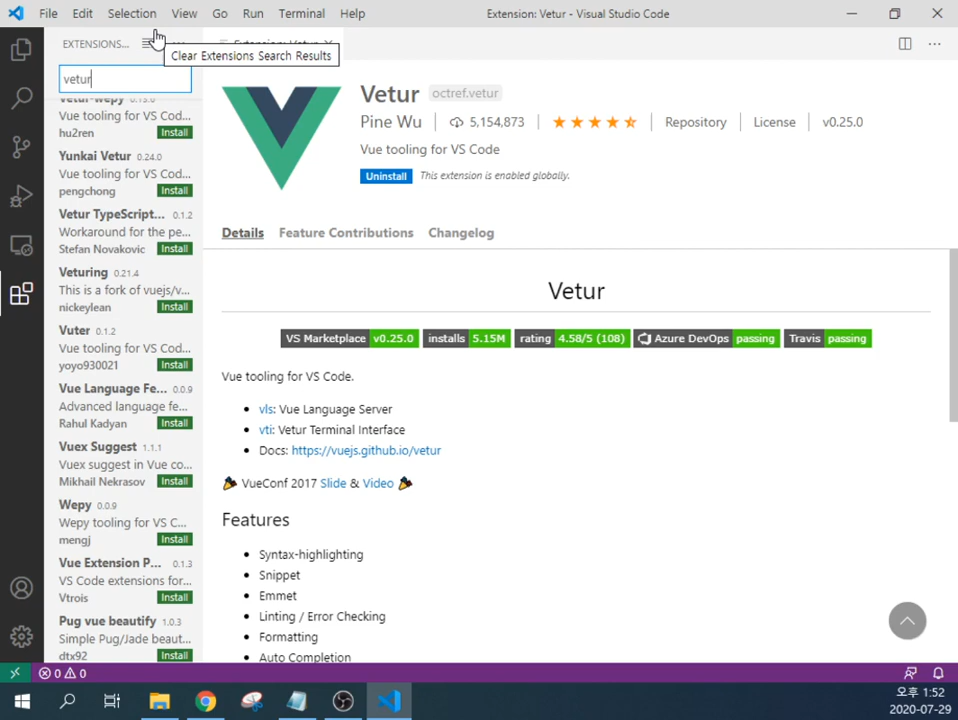 File Edit Selection View Go Run Terminal Help
Extension: Vetur - Visual Studio Code
EXTENSIONS...
Clear Extensions Search Results
vetur
0.15.0
Vue tooling for VS Cod...
hu2ren Install
Yunkai Vetur 0.24.0
Vue tooling for VS Cod...
pengchong Install
Vetur TypeScript... 0.1.2
Workaround for the pe...
Stefan Novakovic Install
Veturing 0.21.4
This is a fork of vuejs/v...
nickeylean Install
Vuter 0.1.2
Vue tooling for VS Cod...
yoyo930021 Install
Vue Language Fe... 0.0.9
Advanced language fe...
Rahul Kadyan Install
Vuex Suggest 1.1.1
Vuex suggest in Vue co...
Mikhail Nekrasov Install
Wepy 0.0.9
Wepy tooling for VS C...
mengj Install
Vue Extension P... 0.1.3
VS Code extensions for...
Vtrois Install
Pug vue beautify 1.0.3
Simple Pug/Jade beaut...
dtx92 Install
Vetur octref.vetur
Pine Wu 5,154,873 Repository License v0.25.0
Vue tooling for VS Code
Uninstall This extension is enabled globally.
Details Feature Contributions Changelog
Vetur
VS Marketplace v0.25.0 installs 5.15M rating 4.58/5 (108) Azure DevOps passing Travis passing
Vue tooling for VS Code.
vls: Vue Language Server
vti: Vetur Terminal Interface
Docs: https://vuejs.github.io/vetur
VueConf 2017 Slide & Video
Features
Syntax-highlighting
Snippet
Emmet
Linting / Error Checking
Formatting
Auto Completion
0 0
오후 1:52
2020-07-29